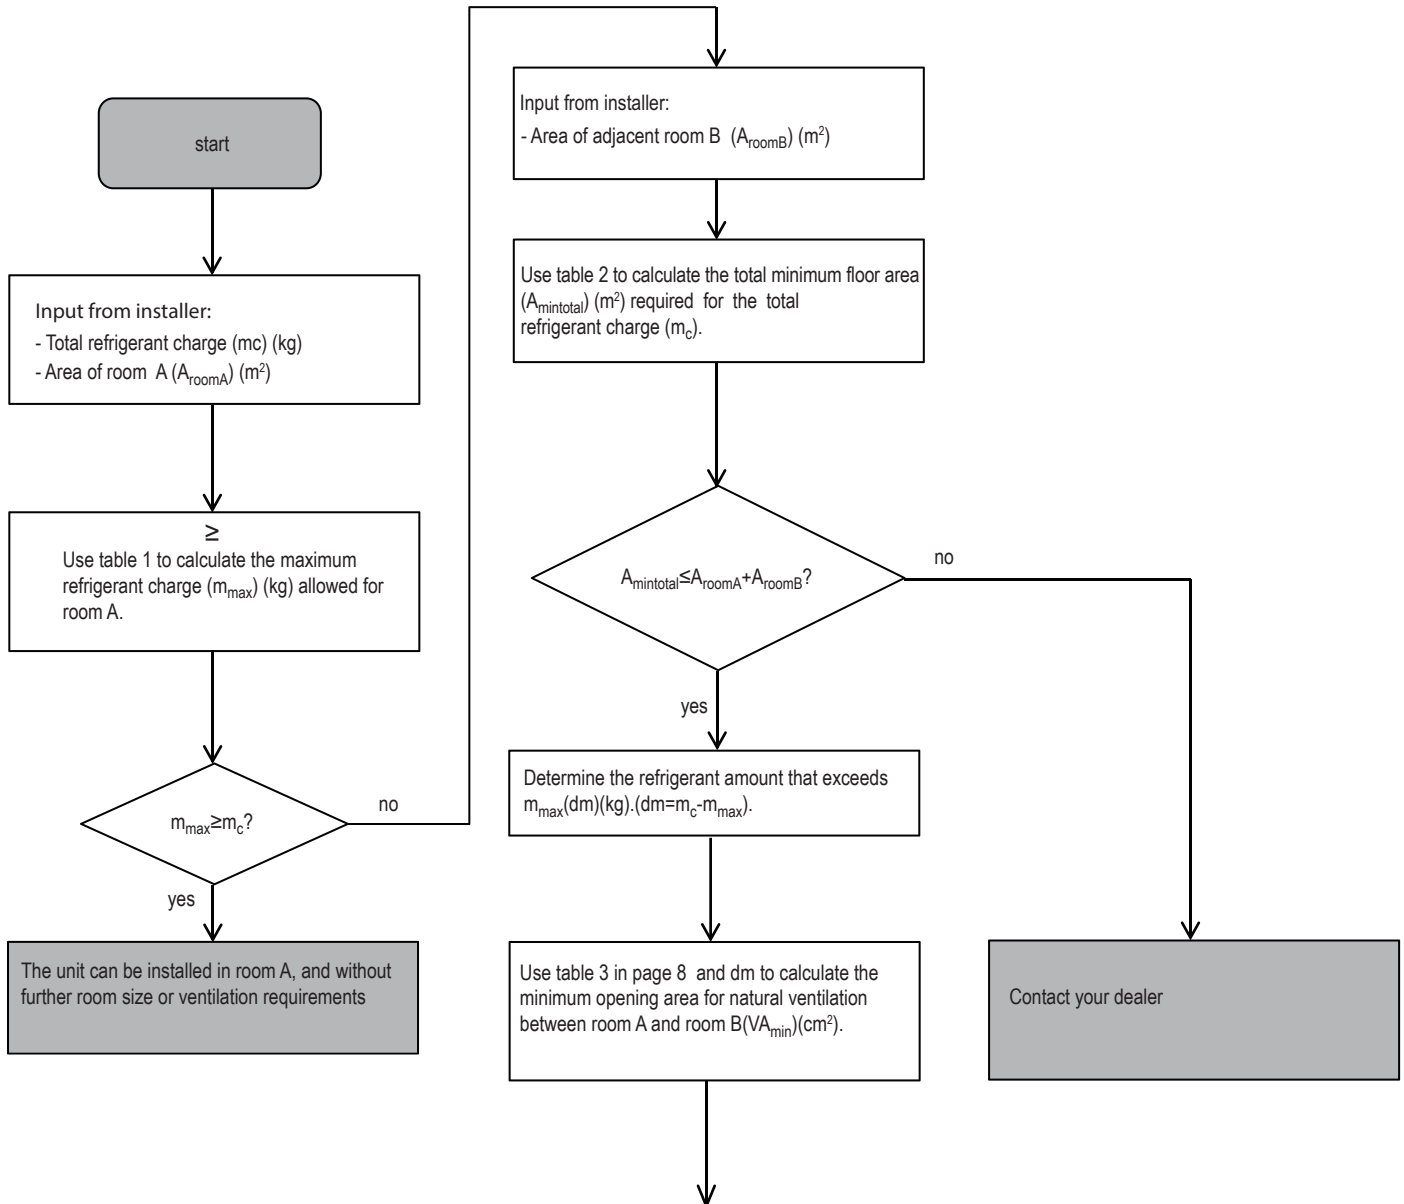 start
Input from installer:
- Total refrigerant charge (mc) (kg)
- Area of room A (AroomA) (m²)
≥
Use table 1 to calculate the maximum
refrigerant charge (mmax) (kg) allowed for
room A.
mmax≥mc?
no
yes
The unit can be installed in room A, and without
further room size or ventilation requirements
Input from installer:
- Area of adjacent room B (AroomB) (m²)
Use table 2 to calculate the total minimum floor area
(Amintotal) (m²) required for the total
refrigerant charge (mc).
Amintotal≤AroomA+AroomB?
no
yes
Determine the refrigerant amount that exceeds
mmax(dm)(kg).(dm=mc-mmax).
Use table 3 in page 8 and dm to calculate the
minimum opening area for natural ventilation
between room A and room B(VAmin)(cm²).
Contact your dealer